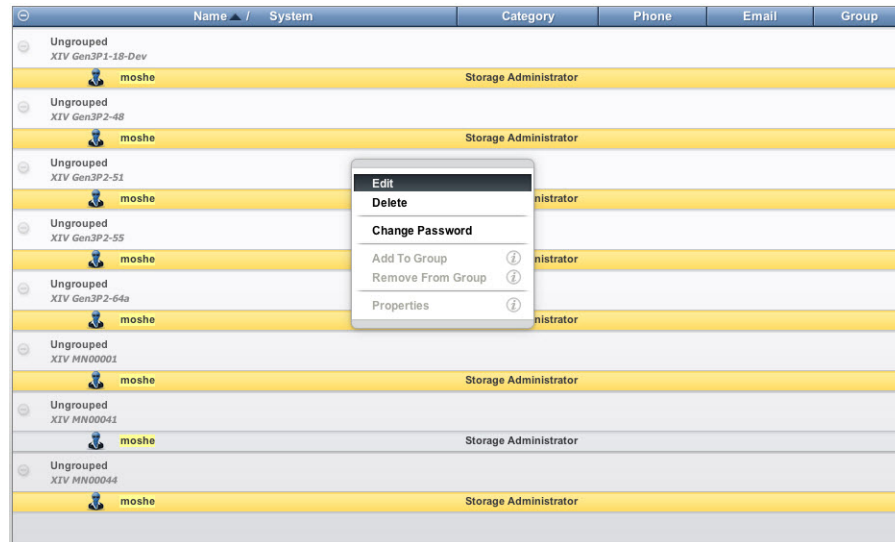 Name / System Category Phone Email Group
Ungrouped
XIV Gen3P1-18-Dev
moshe Storage Administrator
Ungrouped
XIV Gen3P2-48
moshe Storage Administrator
Ungrouped
XIV Gen3P2-51
Edit
moshe nistrator
Delete
Ungrouped
XIV Gen3P2-55
Change Password
moshe nistrator
Add To Group
Remove From Group
Ungrouped
XIV Gen3P2-64a
Properties
moshe nistrator
Ungrouped
XIV MN00001
moshe Storage Administrator
Ungrouped
XIV MN00041
moshe Storage Administrator
Ungrouped
XIV MN00044
moshe Storage Administrator